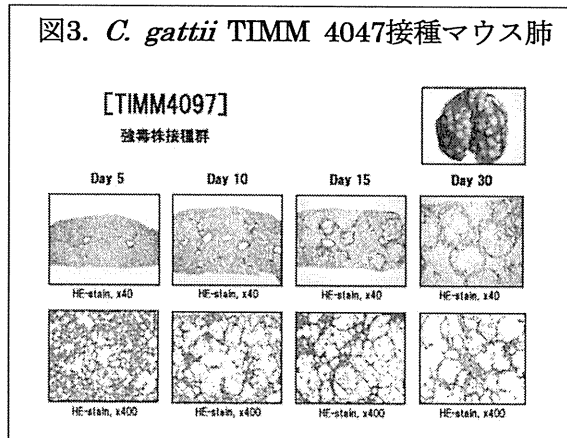 図3. C. gattii TIMM 4047接種マウス肺
[TIMM4097]
強毒株接種群
Day 5 Day 10 Day 15 Day 30
HE-stain, x40 HE-stain, x40 HE-stain, x40 HE-stain, x40
HE-stain, x400 HE-stain, x400 HE-stain, x400 HE-stain, x400